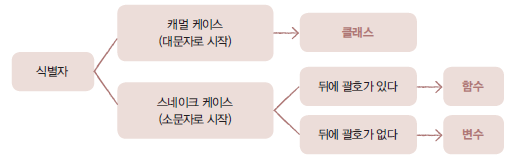 식별자
캐멀 케이스
(대문자로 시작)
클래스
스네이크 케이스
(소문자로 시작)
뒤에 괄호가 있다
함수
뒤에 괄호가 없다
변수